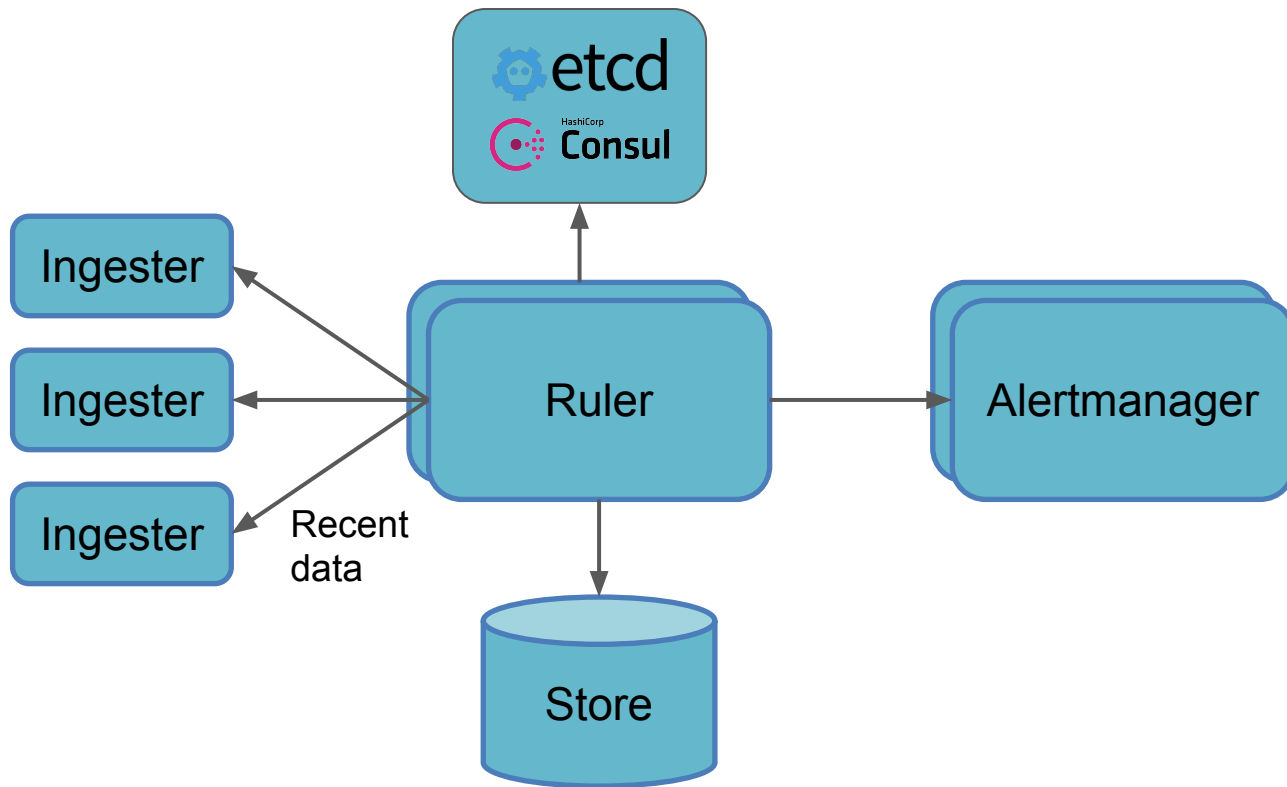 etcd
HashiCorp
Consul
Ingester
Ingester
Ingester
Recent
data
Ruler
Alertmanager
Store